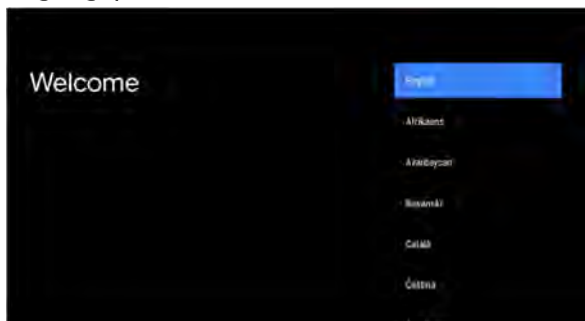 Welcome
English
Afrikaans
Azərbaycan
Bosanski
Català
Čeština